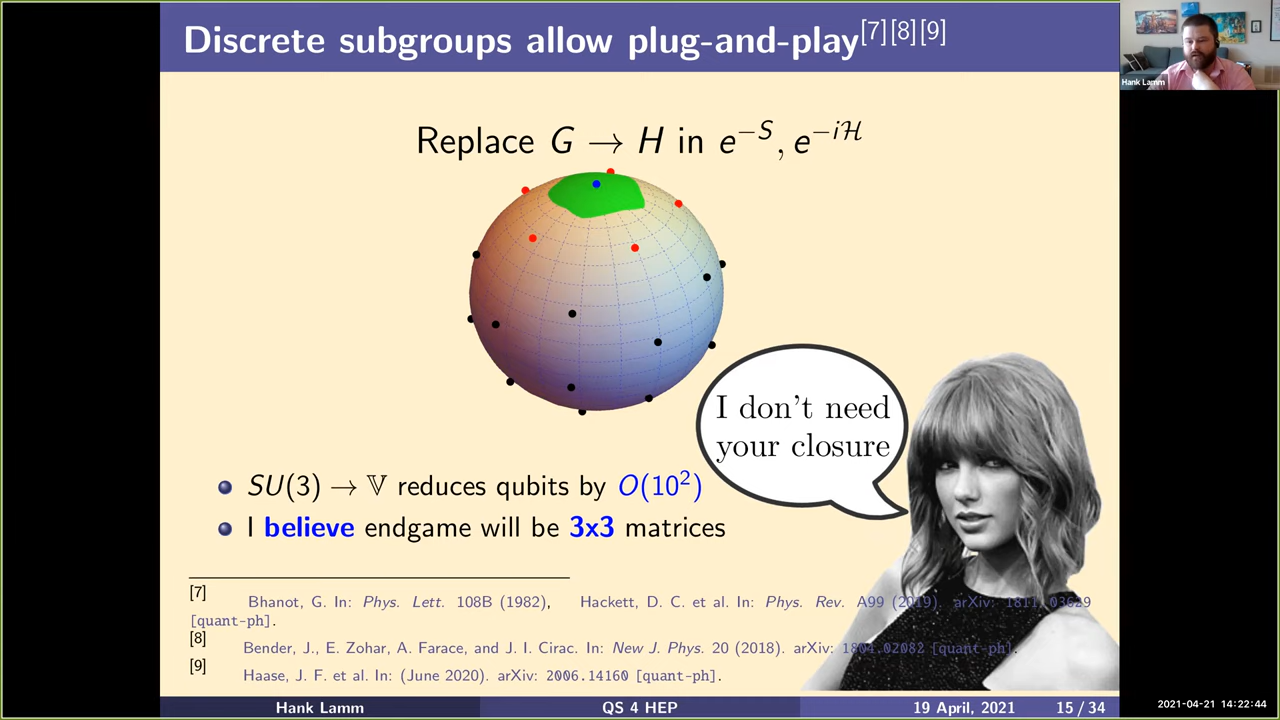 Discrete subgroups allow plug-and-play[7][8][9]
Hank Lamm
Replace G → H in e^{−S}, e^{−iℋ}
I don't need
your closure
SU(3) → 𝕍 reduces qubits by O(10²)
I believe endgame will be 3x3 matrices
[7] Bhanot, G. In: Phys. Lett. 108B (1982), Hackett, D. C. et al. In: Phys. Rev. A99 (2019). arXiv: 1811.03629
[quant-ph].
[8] Bender, J., E. Zohar, A. Farace, and J. I. Cirac. In: New J. Phys. 20 (2018). arXiv: 1804.02082 [quant-ph].
[9] Haase, J. F. et al. In: (June 2020). arXiv: 2006.14160 [quant-ph].
Hank Lamm QS 4 HEP 19 April, 2021 15 / 34
2021-04-21 14:22:44